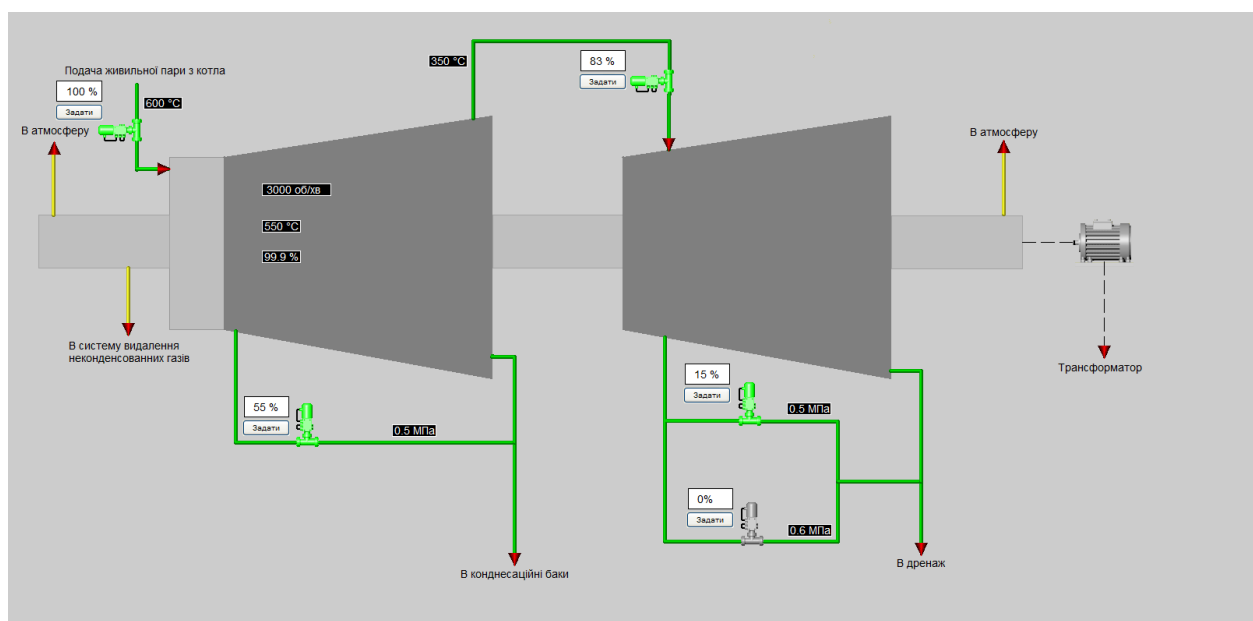 350 °C
83 %
Задати
Подача живильної пари з котла
100 %
Задати
600 °C
В атмосферу
В атмосферу
3000 об/хв
550 °C
99.9 %
В систему видалення
неконденсованних газів
Трансформатор
15 %
Задати
0.5 МПа
55 %
Задати
0.5 МПа
0%
Задати
0.6 МПа
В конднесаційні баки
В дренаж